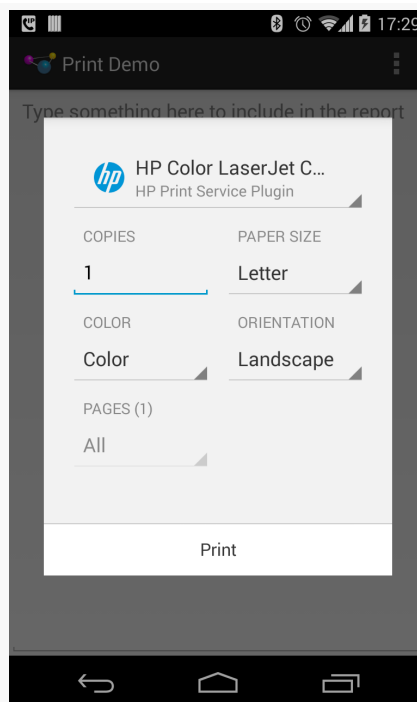 17:29
Print Demo
Type something here to include in the report
hp
HP Color LaserJet C...
HP Print Service Plugin
COPIES PAPER SIZE
1 Letter
COLOR ORIENTATION
Color Landscape
PAGES (1)
All
Print